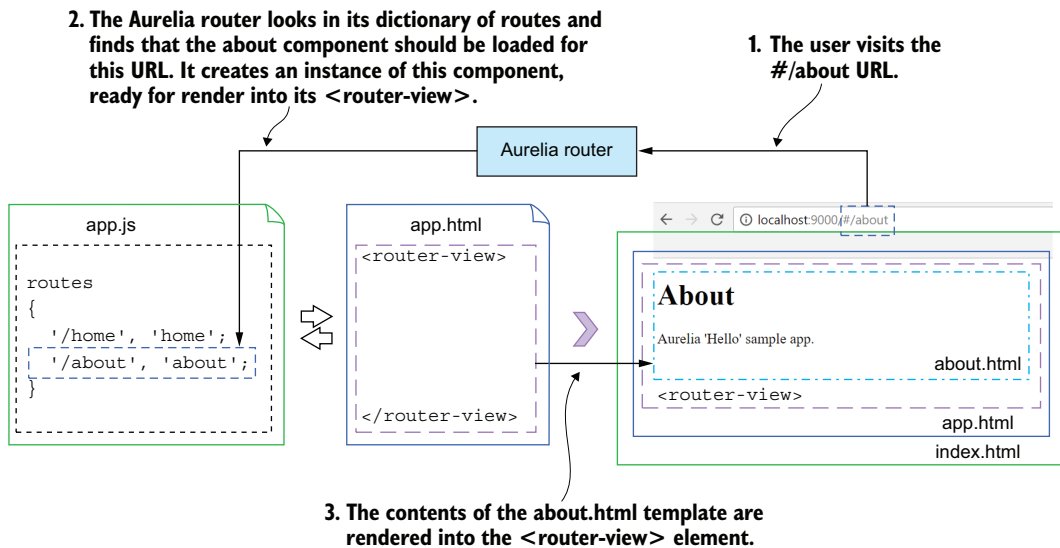 2. The Aurelia router looks in its dictionary of routes and
finds that the about component should be loaded for
this URL. It creates an instance of this component,
ready for render into its <router-view>.
1. The user visits the
#/about URL.
Aurelia router
app.js
routes
{
'/home', 'home';
'/about', 'about';
}
app.html
<router-view>
</router-view>
localhost:9000/#/about
About
Aurelia 'Hello' sample app.
about.html
<router-view>
app.html
index.html
3. The contents of the about.html template are
rendered into the <router-view> element.